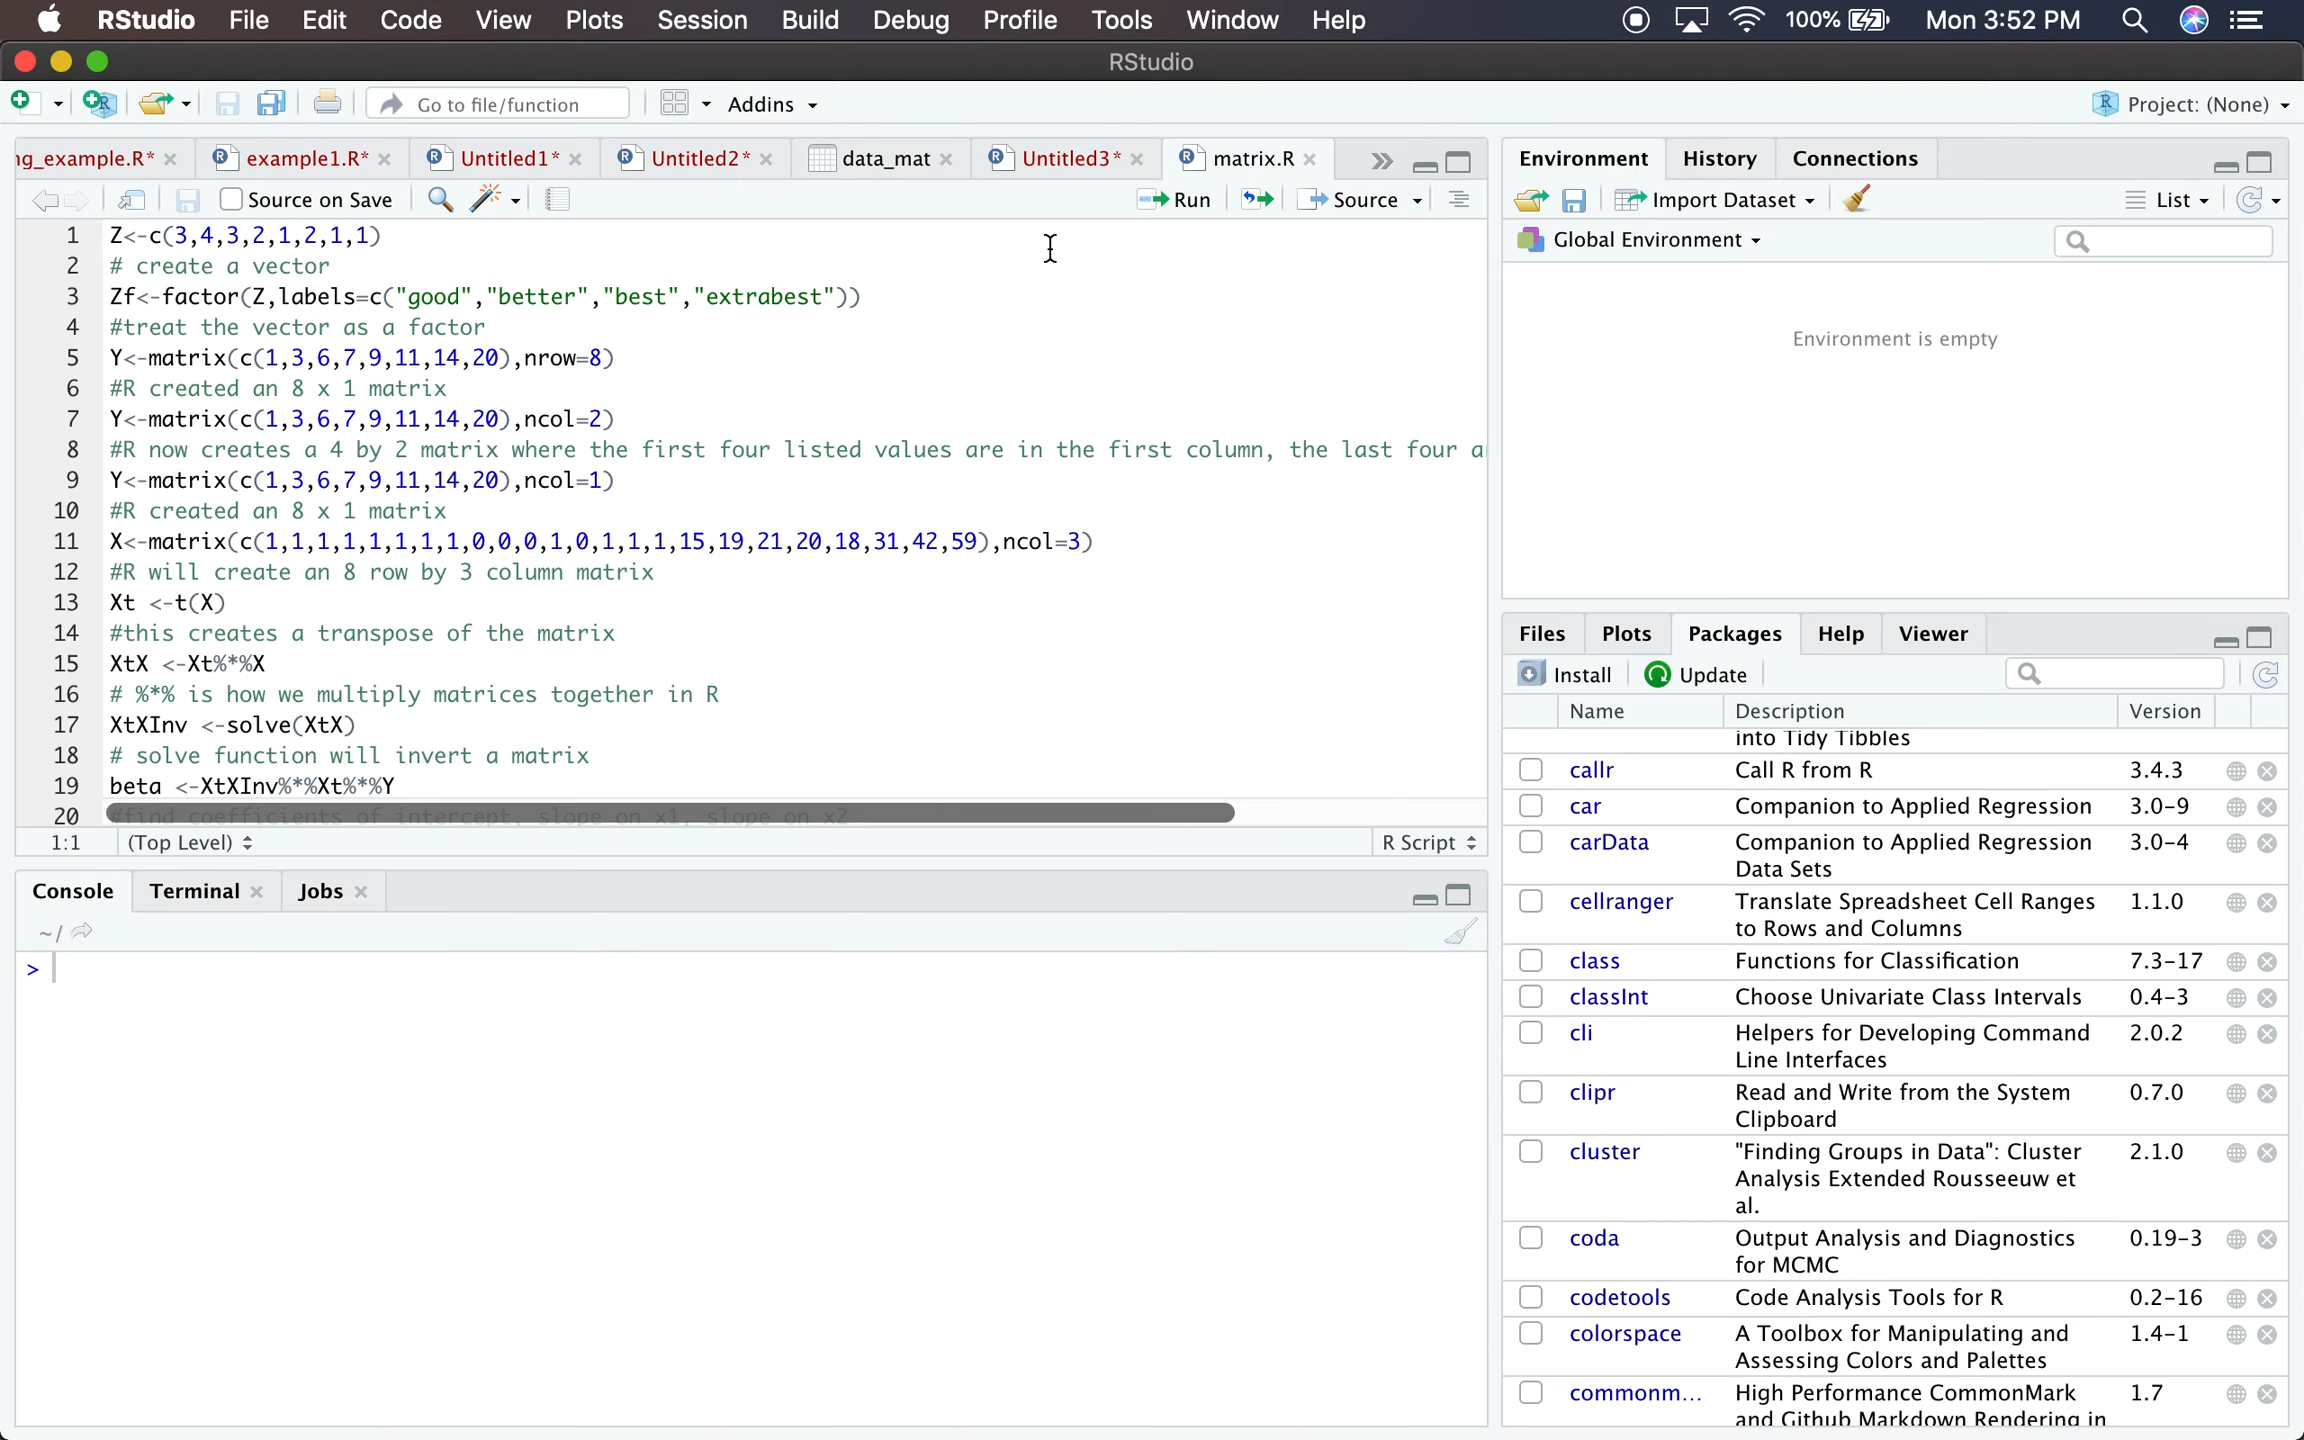 RStudio File Edit Code View Plots Session Build Debug Profile Tools Window Help 100% Mon 3:52 PM
RStudio
Go to file/function Addins Project: (None)
ng_example.R* example1.R* Untitled1* Untitled2* data_mat Untitled3* matrix.R
Source on Save Run Source
1 Z<-c(3,4,3,2,1,2,1,1)
2 # create a vector
3 Zf<-factor(Z,labels=c("good","better","best","extrabest"))
4 #treat the vector as a factor
5 Y<-matrix(c(1,3,6,7,9,11,14,20),nrow=8)
6 #R created an 8 x 1 matrix
7 Y<-matrix(c(1,3,6,7,9,11,14,20),ncol=2)
8 #R now creates a 4 by 2 matrix where the first four listed values are in the first column, the last four a
9 Y<-matrix(c(1,3,6,7,9,11,14,20),ncol=1)
10 #R created an 8 x 1 matrix
11 X<-matrix(c(1,1,1,1,1,1,1,1,0,0,0,1,0,1,1,1,15,19,21,20,18,31,42,59),ncol=3)
12 #R will create an 8 row by 3 column matrix
13 Xt <-t(X)
14 #this creates a transpose of the matrix
15 XtX <-Xt%*%X
16 # %*% is how we multiply matrices together in R
17 XtXInv <-solve(XtX)
18 # solve function will invert a matrix
19 beta <-XtXInv%*%Xt%*%Y
20 #find coefficients of intercept, slope on x1, slope on x2
1:1 (Top Level) R Script
Console Terminal Jobs
~/
>
Environment History Connections
Import Dataset List
Global Environment
Environment is empty
Files Plots Packages Help Viewer
Install Update
Name Description Version
into Tidy Tibbles
callr Call R from R 3.4.3
car Companion to Applied Regression 3.0-9
carData Companion to Applied Regression 3.0-4
Data Sets
cellranger Translate Spreadsheet Cell Ranges 1.1.0
to Rows and Columns
class Functions for Classification 7.3-17
classInt Choose Univariate Class Intervals 0.4-3
cli Helpers for Developing Command 2.0.2
Line Interfaces
clipr Read and Write from the System 0.7.0
Clipboard
cluster "Finding Groups in Data": Cluster 2.1.0
Analysis Extended Rousseeuw et
al.
coda Output Analysis and Diagnostics 0.19-3
for MCMC
codetools Code Analysis Tools for R 0.2-16
colorspace A Toolbox for Manipulating and 1.4-1
Assessing Colors and Palettes
commonm... High Performance CommonMark 1.7
and Github Markdown Rendering in